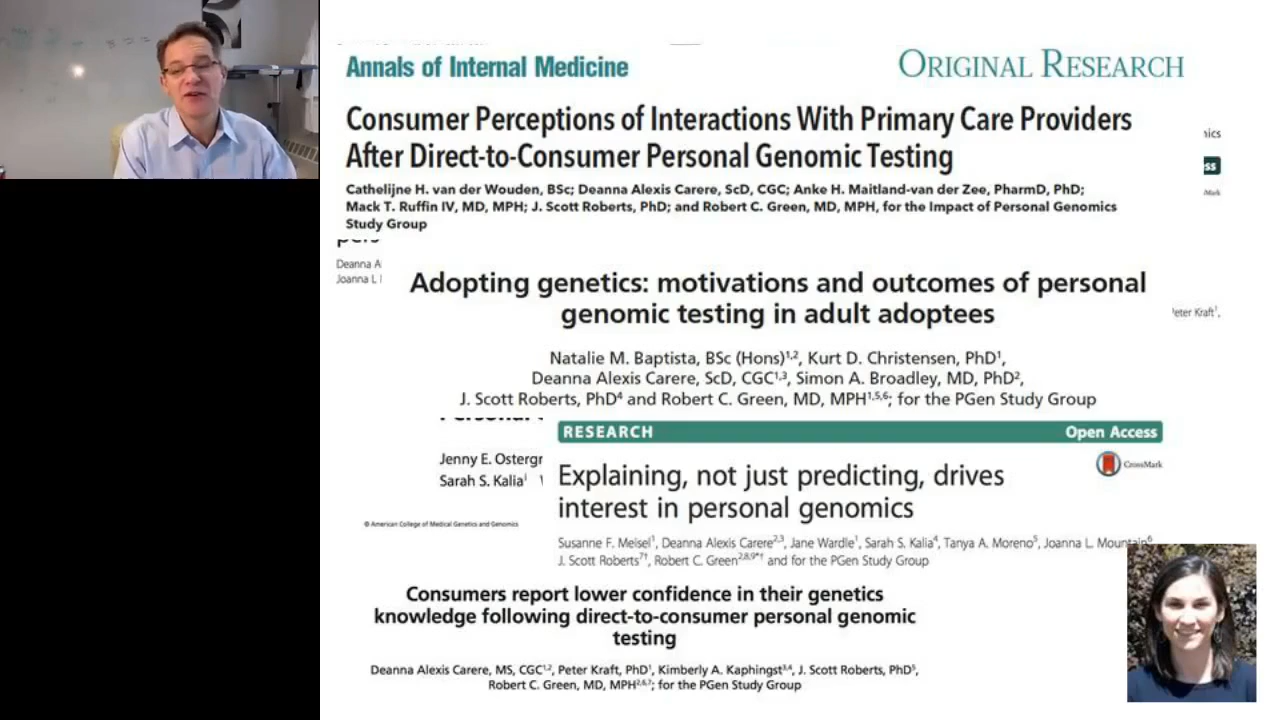 Annals of Internal Medicine
ORIGINAL RESEARCH
Consumer Perceptions of Interactions With Primary Care Providers
After Direct-to-Consumer Personal Genomic Testing
Cathelijne H. van der Wouden, BSc; Deanna Alexis Carere, ScD, CGC; Anke H. Maitland-van der Zee, PharmD, PhD;
Mack T. Ruffin IV, MD, MPH; J. Scott Roberts, PhD; and Robert C. Green, MD, MPH, for the Impact of Personal Genomics
Study Group
Deanna A
Joanna L
Adopting genetics: motivations and outcomes of personal
genomic testing in adult adoptees
eter Kraft¹,
Natalie M. Baptista, BSc (Hons)¹,², Kurt D. Christensen, PhD¹,
Deanna Alexis Carere, ScD, CGC¹,³, Simon A. Broadley, MD, PhD²,
J. Scott Roberts, PhD⁴ and Robert C. Green, MD, MPH¹,⁵,⁶; for the PGen Study Group
RESEARCH
Open Access
CrossMark
Jenny E. Ostergr
Sarah S. Kalia
Explaining, not just predicting, drives
interest in personal genomics
© American College of Medical Genetics and Genomics
Susanne F. Meisel¹, Deanna Alexis Carere²,³, Jane Wardle¹, Sarah S. Kalia⁴, Tanya A. Moreno⁵, Joanna L. Mountain⁶
J. Scott Roberts⁷†, Robert C. Green²,⁸,⁹*† and for the PGen Study Group
Consumers report lower confidence in their genetics
knowledge following direct-to-consumer personal genomic
testing
Deanna Alexis Carere, MS, CGC¹,², Peter Kraft, PhD¹, Kimberly A. Kaphingst³,⁴, J. Scott Roberts, PhD⁵,
Robert C. Green, MD, MPH²,⁶,⁷; for the PGen Study Group